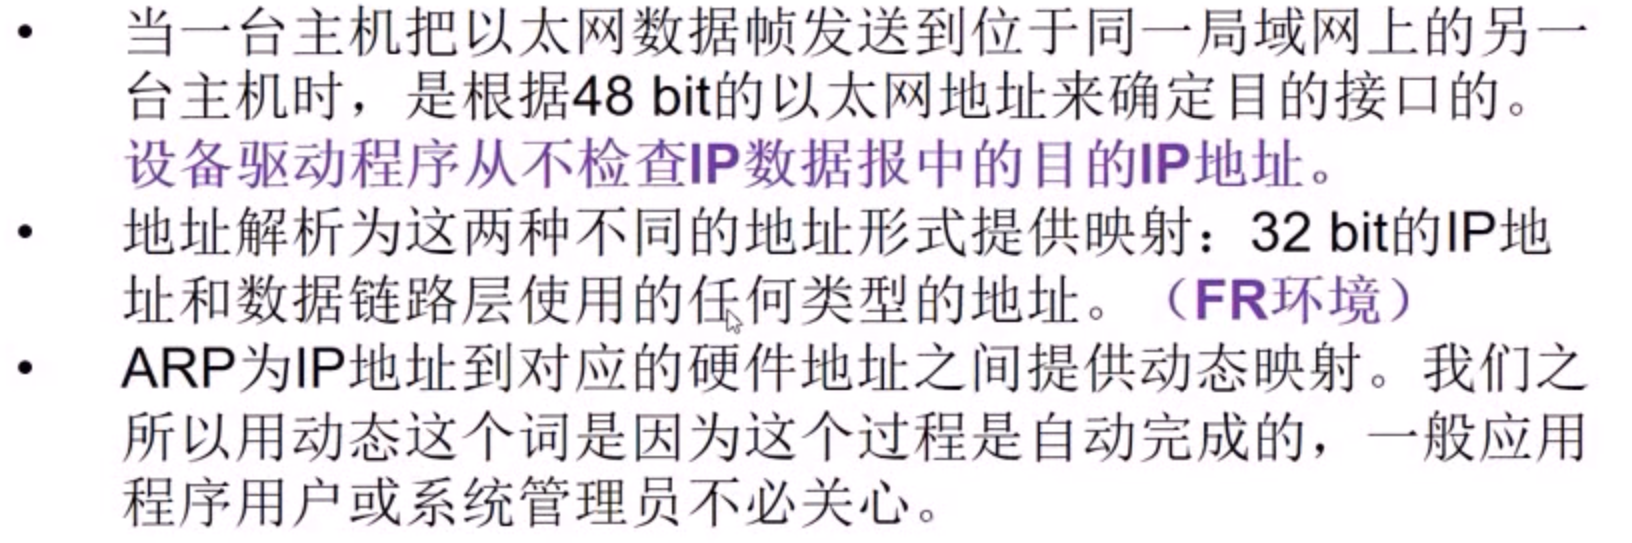 • 当一台主机把以太网数据帧发送到位于同一局域网上的另一
台主机时，是根据48 bit的以太网地址来确定目的接口的。
设备驱动程序从不检查IP数据报中的目的IP地址。
• 地址解析为这两种不同的地址形式提供映射：32 bit的IP地
址和数据链路层使用的任何类型的地址。（FR环境）
• ARP为IP地址到对应的硬件地址之间提供动态映射。我们之
所以用动态这个词是因为这个过程是自动完成的，一般应用
程序用户或系统管理员不必关心。